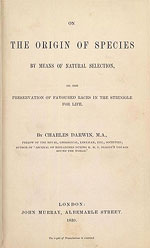 ON
THE ORIGIN OF SPECIES
BY MEANS OF NATURAL SELECTION,
OR THE
PRESERVATION OF FAVOURED RACES IN THE STRUGGLE
FOR LIFE.
BY CHARLES DARWIN, M.A.,
FELLOW OF THE ROYAL, GEOLOGICAL, LINNÆAN, ETC., SOCIETIES;
AUTHOR OF 'JOURNAL OF RESEARCHES DURING H. M. S. BEAGLE'S VOYAGE
ROUND THE WORLD.'
LONDON:
JOHN MURRAY, ALBEMARLE STREET.
1859.
The right of Translation is reserved.